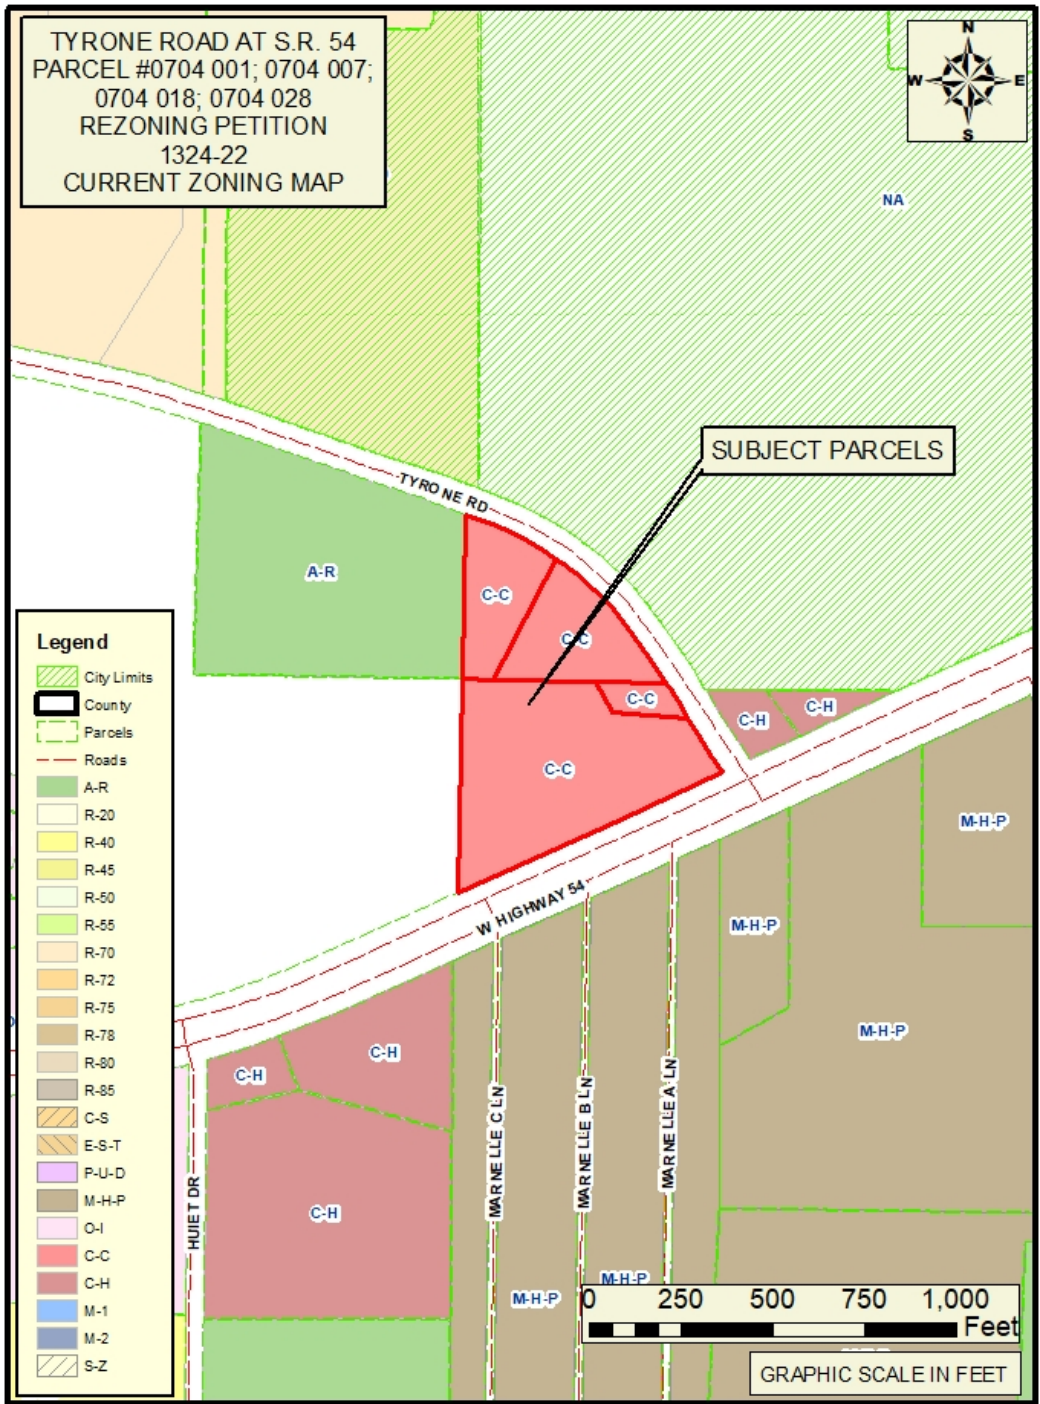 TYRONE ROAD AT S.R. 54
PARCEL #0704 001; 0704 007;
0704 018; 0704 028
REZONING PETITION
1324-22
CURRENT ZONING MAP
N
W
E
S
NA
SUBJECT PARCELS
TYRONE RD
A-R
C-C
C-C
C-C
C-C
C-H
C-H
W HIGHWAY 54
M-H-P
M-H-P
M-H-P
C-H
C-H
C-H
HUIET DR
MARNELLE C LN
MARNELLE B LN
MARNELLE A LN
M-H-P
M-H-P
Legend
City Limits
County
Parcels
Roads
A-R
R-20
R-40
R-45
R-50
R-55
R-70
R-72
R-75
R-78
R-80
R-85
C-S
E-S-T
P-U-D
M-H-P
O-I
C-C
C-H
M-1
M-2
S-Z
0 250 500 750 1,000
Feet
GRAPHIC SCALE IN FEET